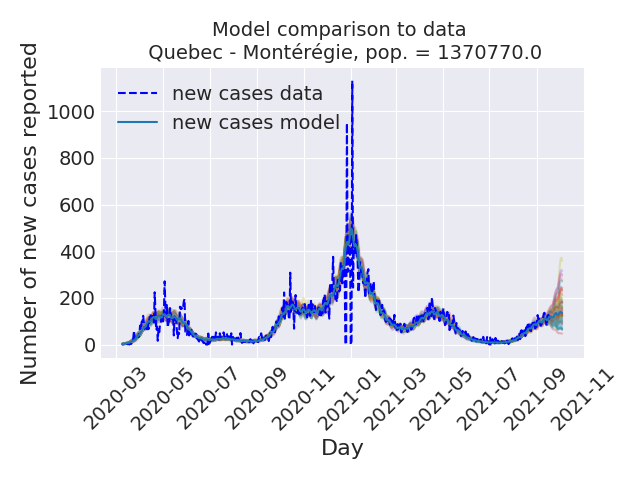 Model comparison to data
Quebec - Montérégie, pop. = 1370770.0
Number of new cases reported
1000
800
600
400
200
0
new cases data
new cases model
2020-03
2020-05
2020-07
2020-09
2020-11
2021-01
2021-03
2021-05
2021-07
2021-09
2021-11
Day